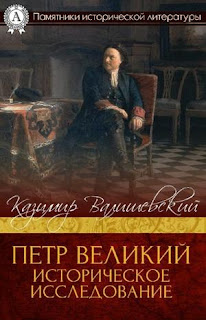 Памятники исторической литературы
Казимир Валишевский
ПЕТР ВЕЛИКИЙ
ИСТОРИЧЕСКОЕ
ИССЛЕДОВАНИЕ